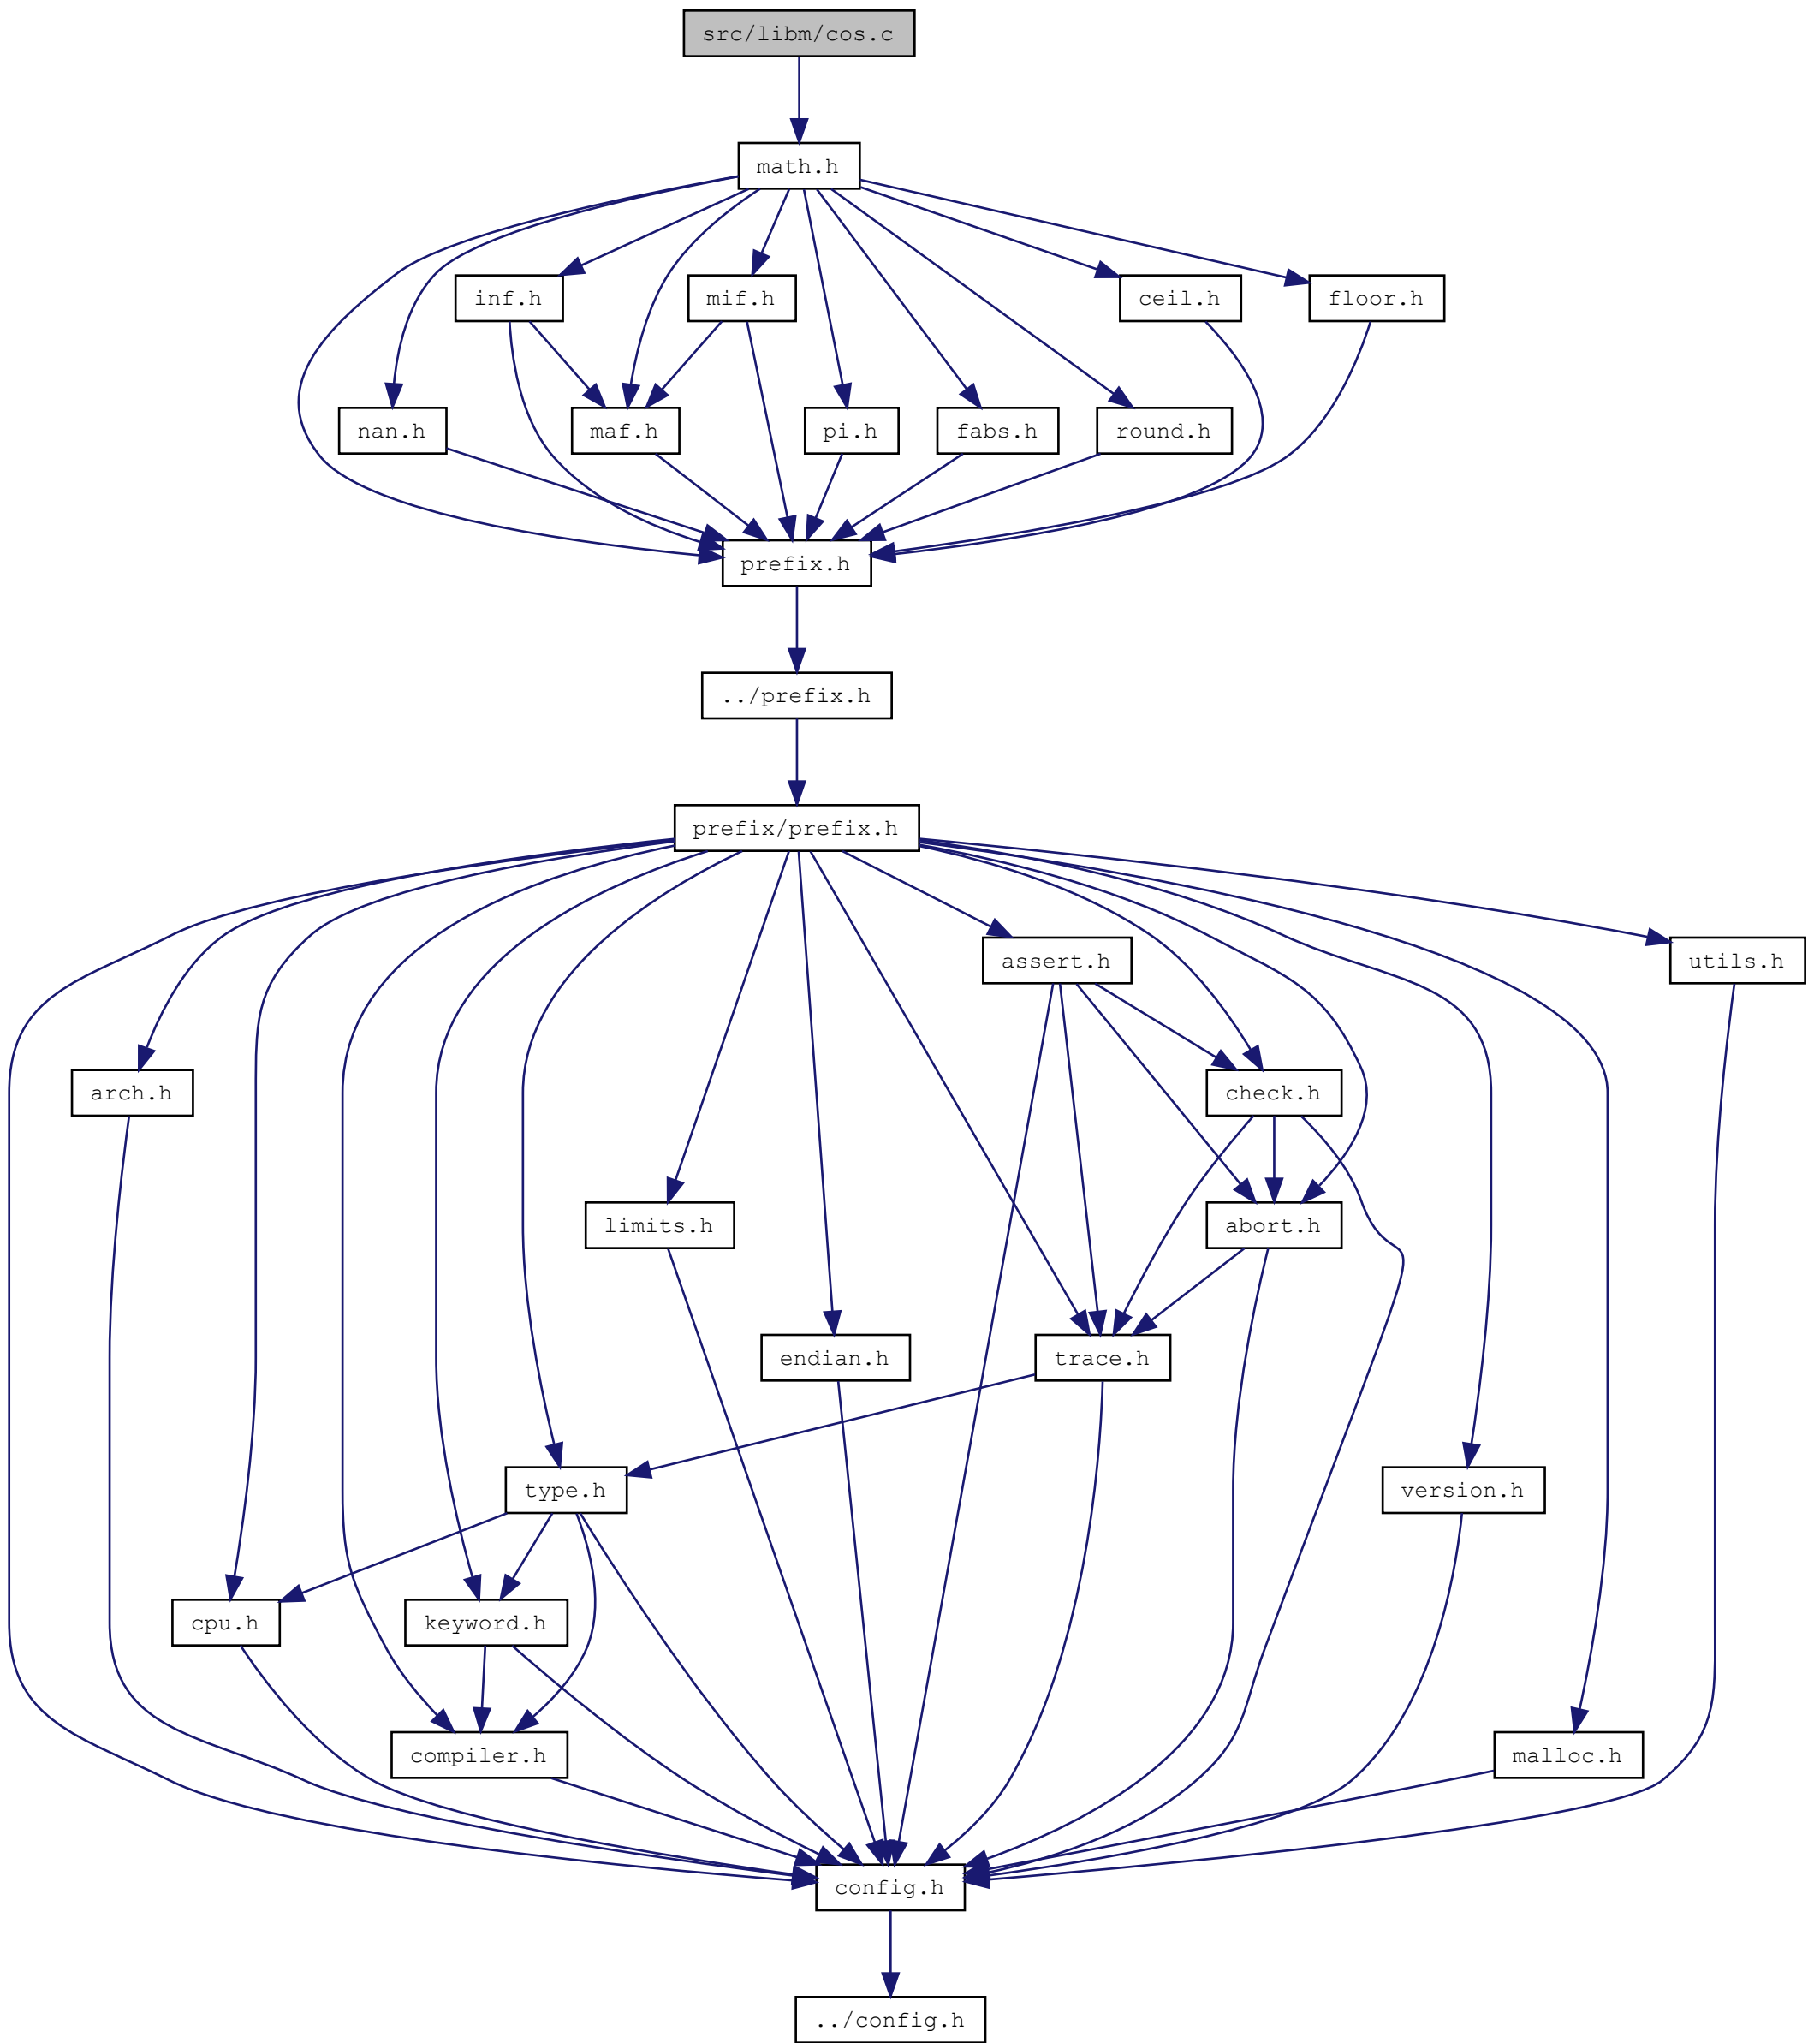 src/libm/cos.c
math.h
inf.h
mif.h
ceil.h
floor.h
nan.h
maf.h
pi.h
fabs.h
round.h
prefix.h
../prefix.h
prefix/prefix.h
assert.h
utils.h
arch.h
check.h
limits.h
abort.h
endian.h
trace.h
type.h
version.h
cpu.h
keyword.h
compiler.h
malloc.h
config.h
../config.h